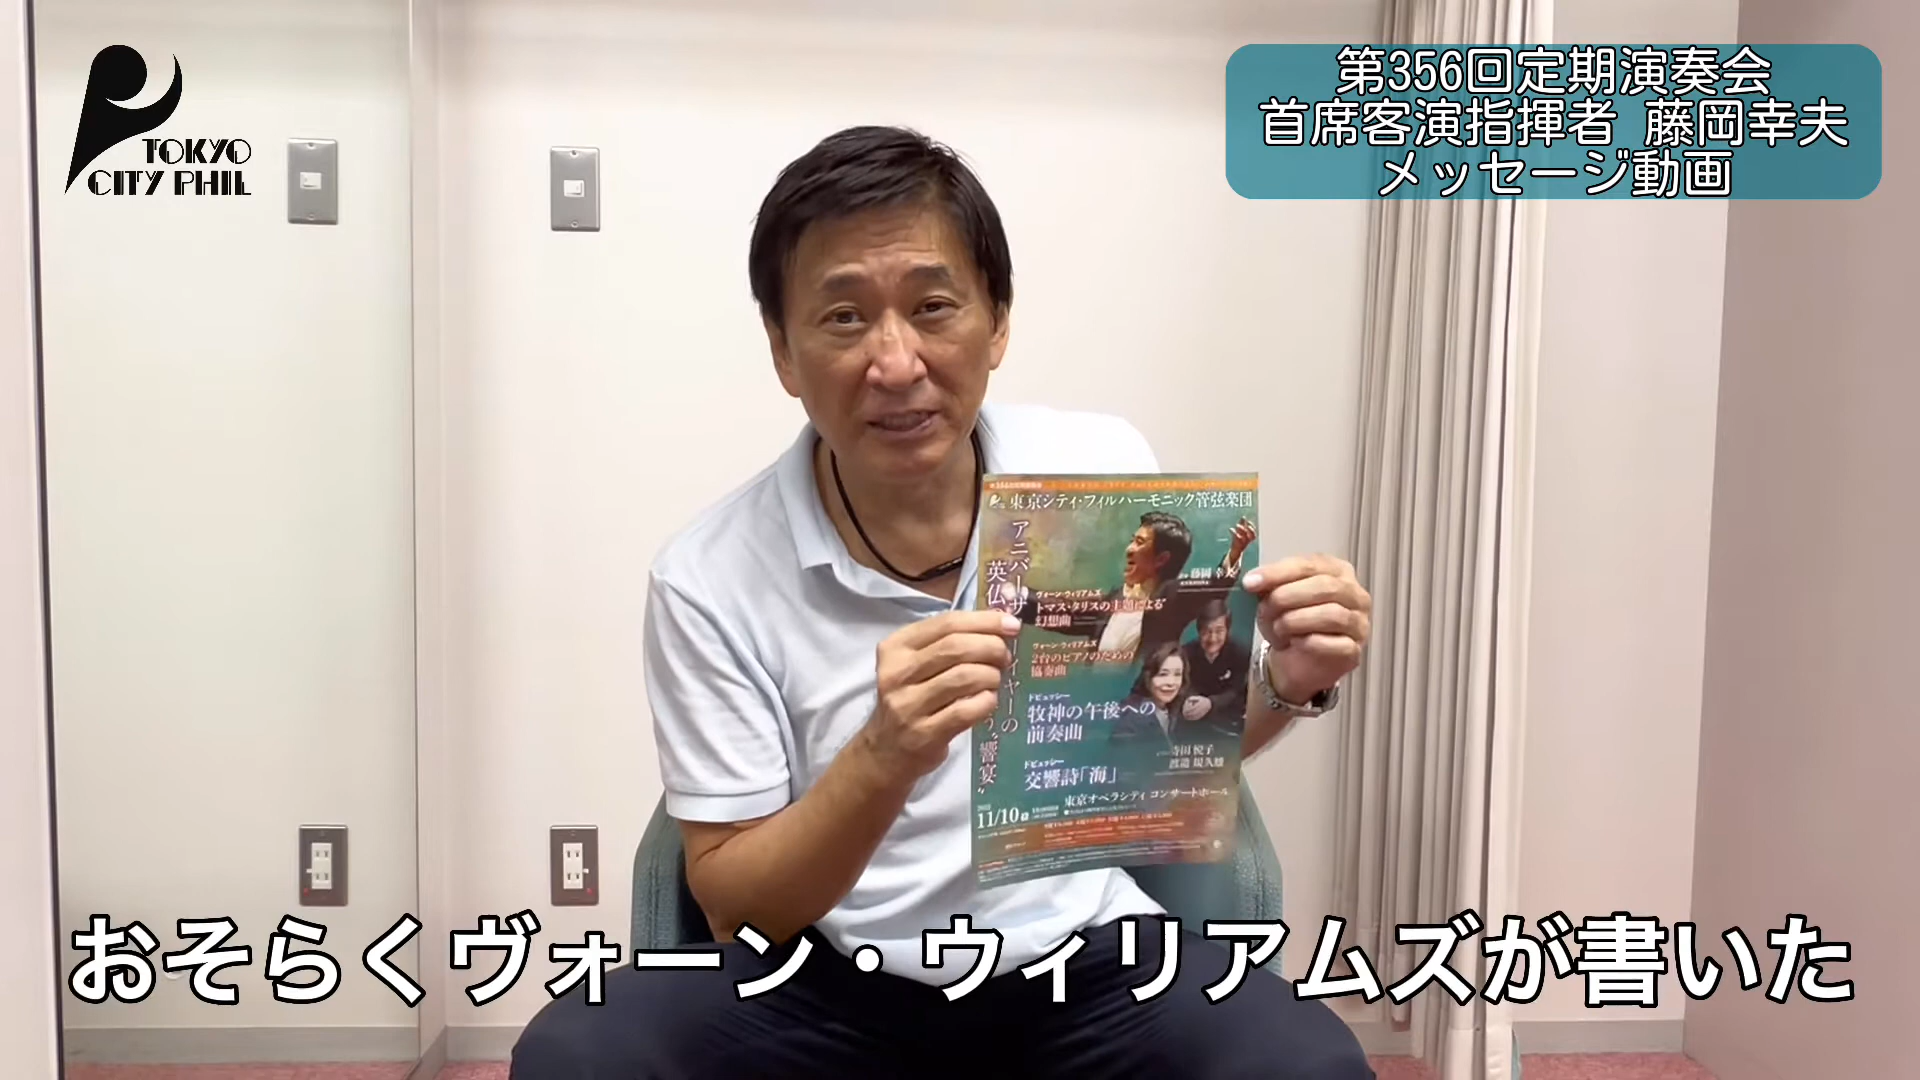 TOKYO
CITY PHIL
第356回定期演奏会
首席客演指揮者 藤岡幸夫
メッセージ動画
東京シティ・フィルハーモニック管弦楽団
アニバーサリーイヤーの
英仏
響宴
藤岡 幸夫
ヴォーン・ウィリアムズ
トマス・タリスの主題による
幻想曲
ヴォーン・ウィリアムズ
2台のピアノのための
協奏曲
ドビュッシー
牧神の午後への
前奏曲
ドビュッシー
交響詩「海」
寺田 悦子
渡邉 規久雄
11/10
東京オペラシティ コンサートホール
おそらくヴォーン・ウィリアムズが書いた